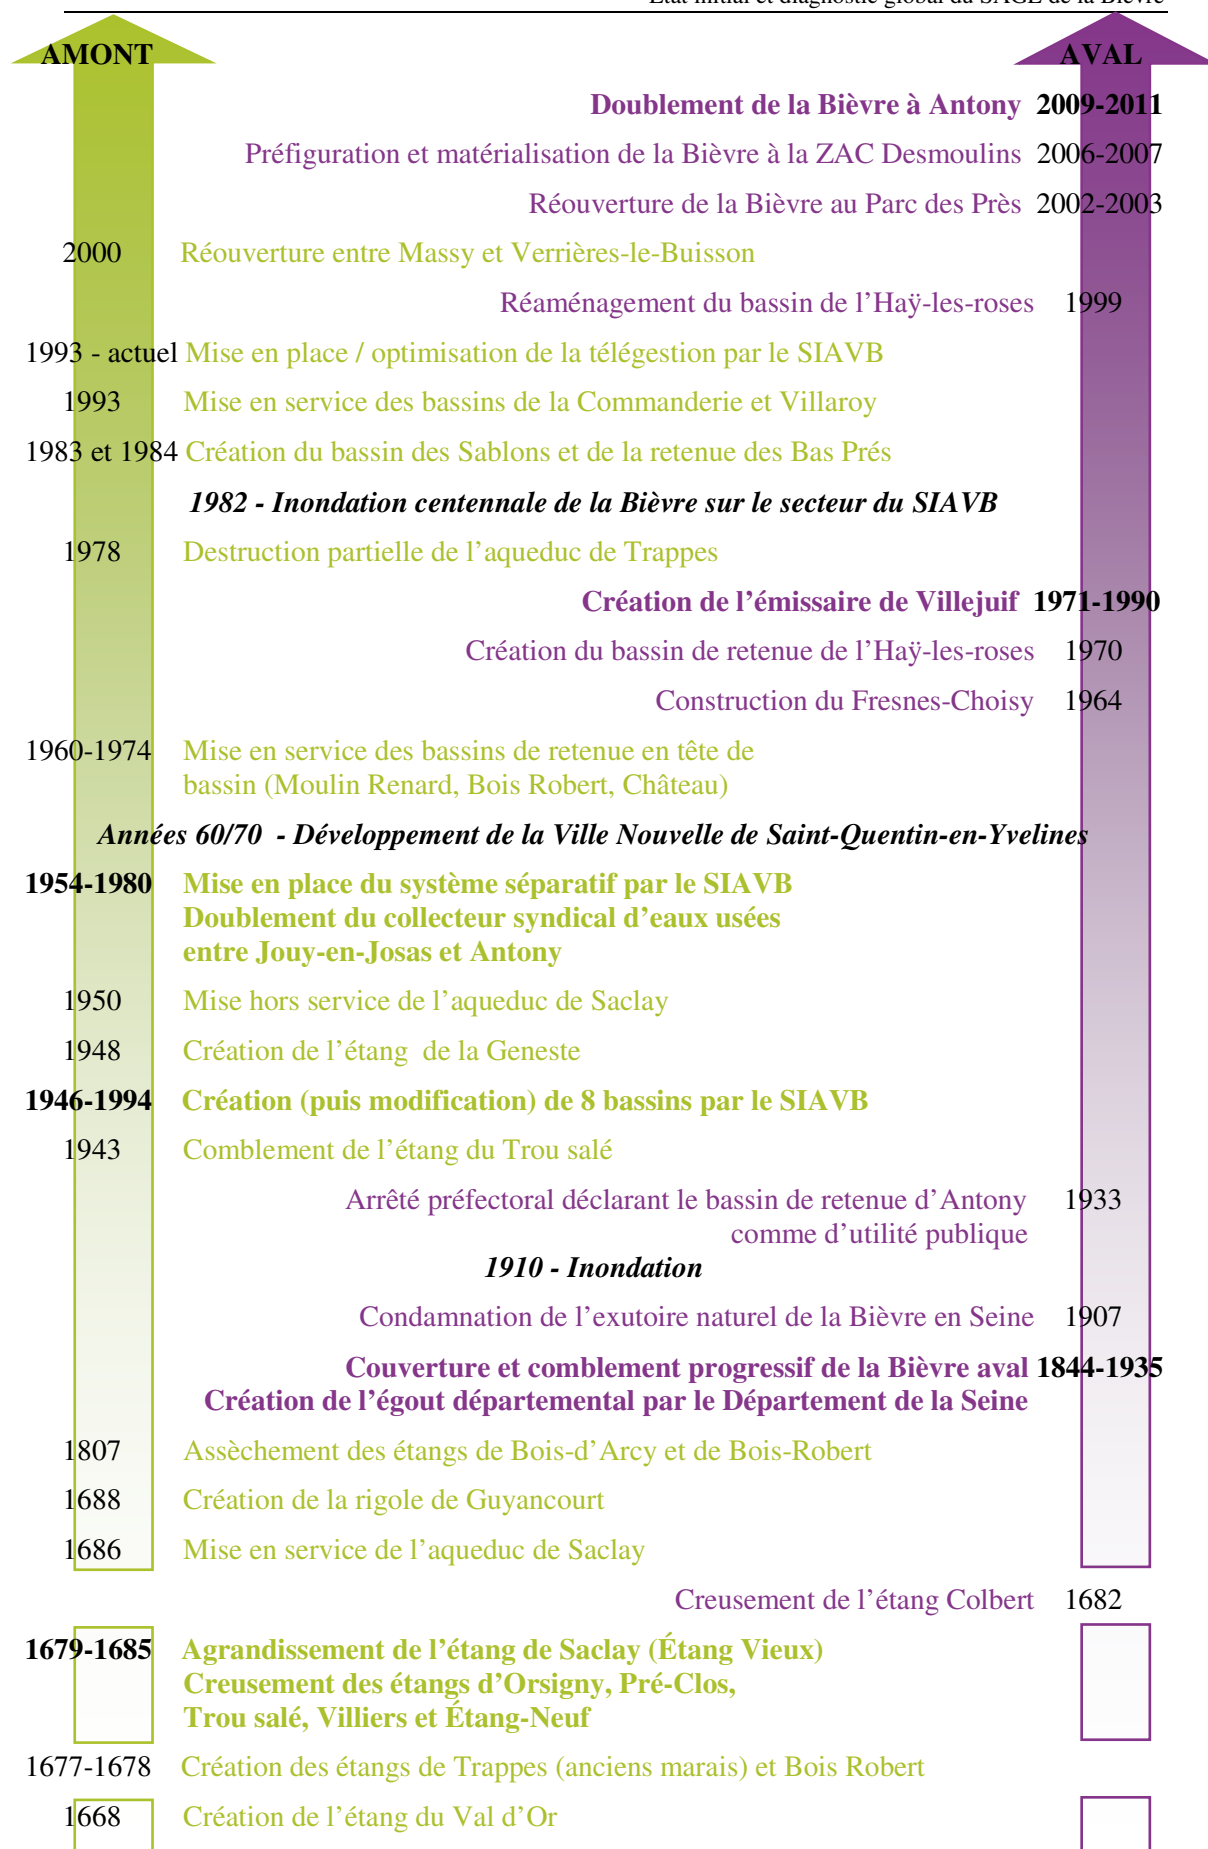 Etat initial et diagnostic global du SAGE de la Bièvre
AMONT AVAL
Doublement de la Bièvre à Antony 2009-2011
Préfiguration et matérialisation de la Bièvre à la ZAC Desmoulins 2006-2007
Réouverture de la Bièvre au Parc des Près 2002-2003
2000 Réouverture entre Massy et Verrières-le-Buisson
Réaménagement du bassin de l’Haÿ-les-roses 1999
1993 - actuel Mise en place / optimisation de la télégestion par le SIAVB
1993 Mise en service des bassins de la Commanderie et Villaroy
1983 et 1984 Création du bassin des Sablons et de la retenue des Bas Prés
1982 - Inondation centennale de la Bièvre sur le secteur du SIAVB
1978 Destruction partielle de l’aqueduc de Trappes
Création de l’émissaire de Villejuif 1971-1990
Création du bassin de retenue de l’Haÿ-les-roses 1970
Construction du Fresnes-Choisy 1964
1960-1974 Mise en service des bassins de retenue en tête de
bassin (Moulin Renard, Bois Robert, Château)
Années 60/70 - Développement de la Ville Nouvelle de Saint-Quentin-en-Yvelines
1954-1980 Mise en place du système séparatif par le SIAVB
Doublement du collecteur syndical d’eaux usées
entre Jouy-en-Josas et Antony
1950 Mise hors service de l’aqueduc de Saclay
1948 Création de l’étang de la Geneste
1946-1994 Création (puis modification) de 8 bassins par le SIAVB
1943 Comblement de l’étang du Trou salé
Arrêté préfectoral déclarant le bassin de retenue d’Antony 1933
comme d’utilité publique
1910 - Inondation
Condamnation de l’exutoire naturel de la Bièvre en Seine 1907
Couverture et comblement progressif de la Bièvre aval 1844-1935
Création de l’égout départemental par le Département de la Seine
1807 Assèchement des étangs de Bois-d’Arcy et de Bois-Robert
1688 Création de la rigole de Guyancourt
1686 Mise en service de l’aqueduc de Saclay
Creusement de l’étang Colbert 1682
1679-1685 Agrandissement de l’étang de Saclay (Étang Vieux)
Creusement des étangs d’Orsigny, Pré-Clos,
Trou salé, Villiers et Étang-Neuf
1677-1678 Création des étangs de Trappes (anciens marais) et Bois Robert
1668 Création de l’étang du Val d’Or